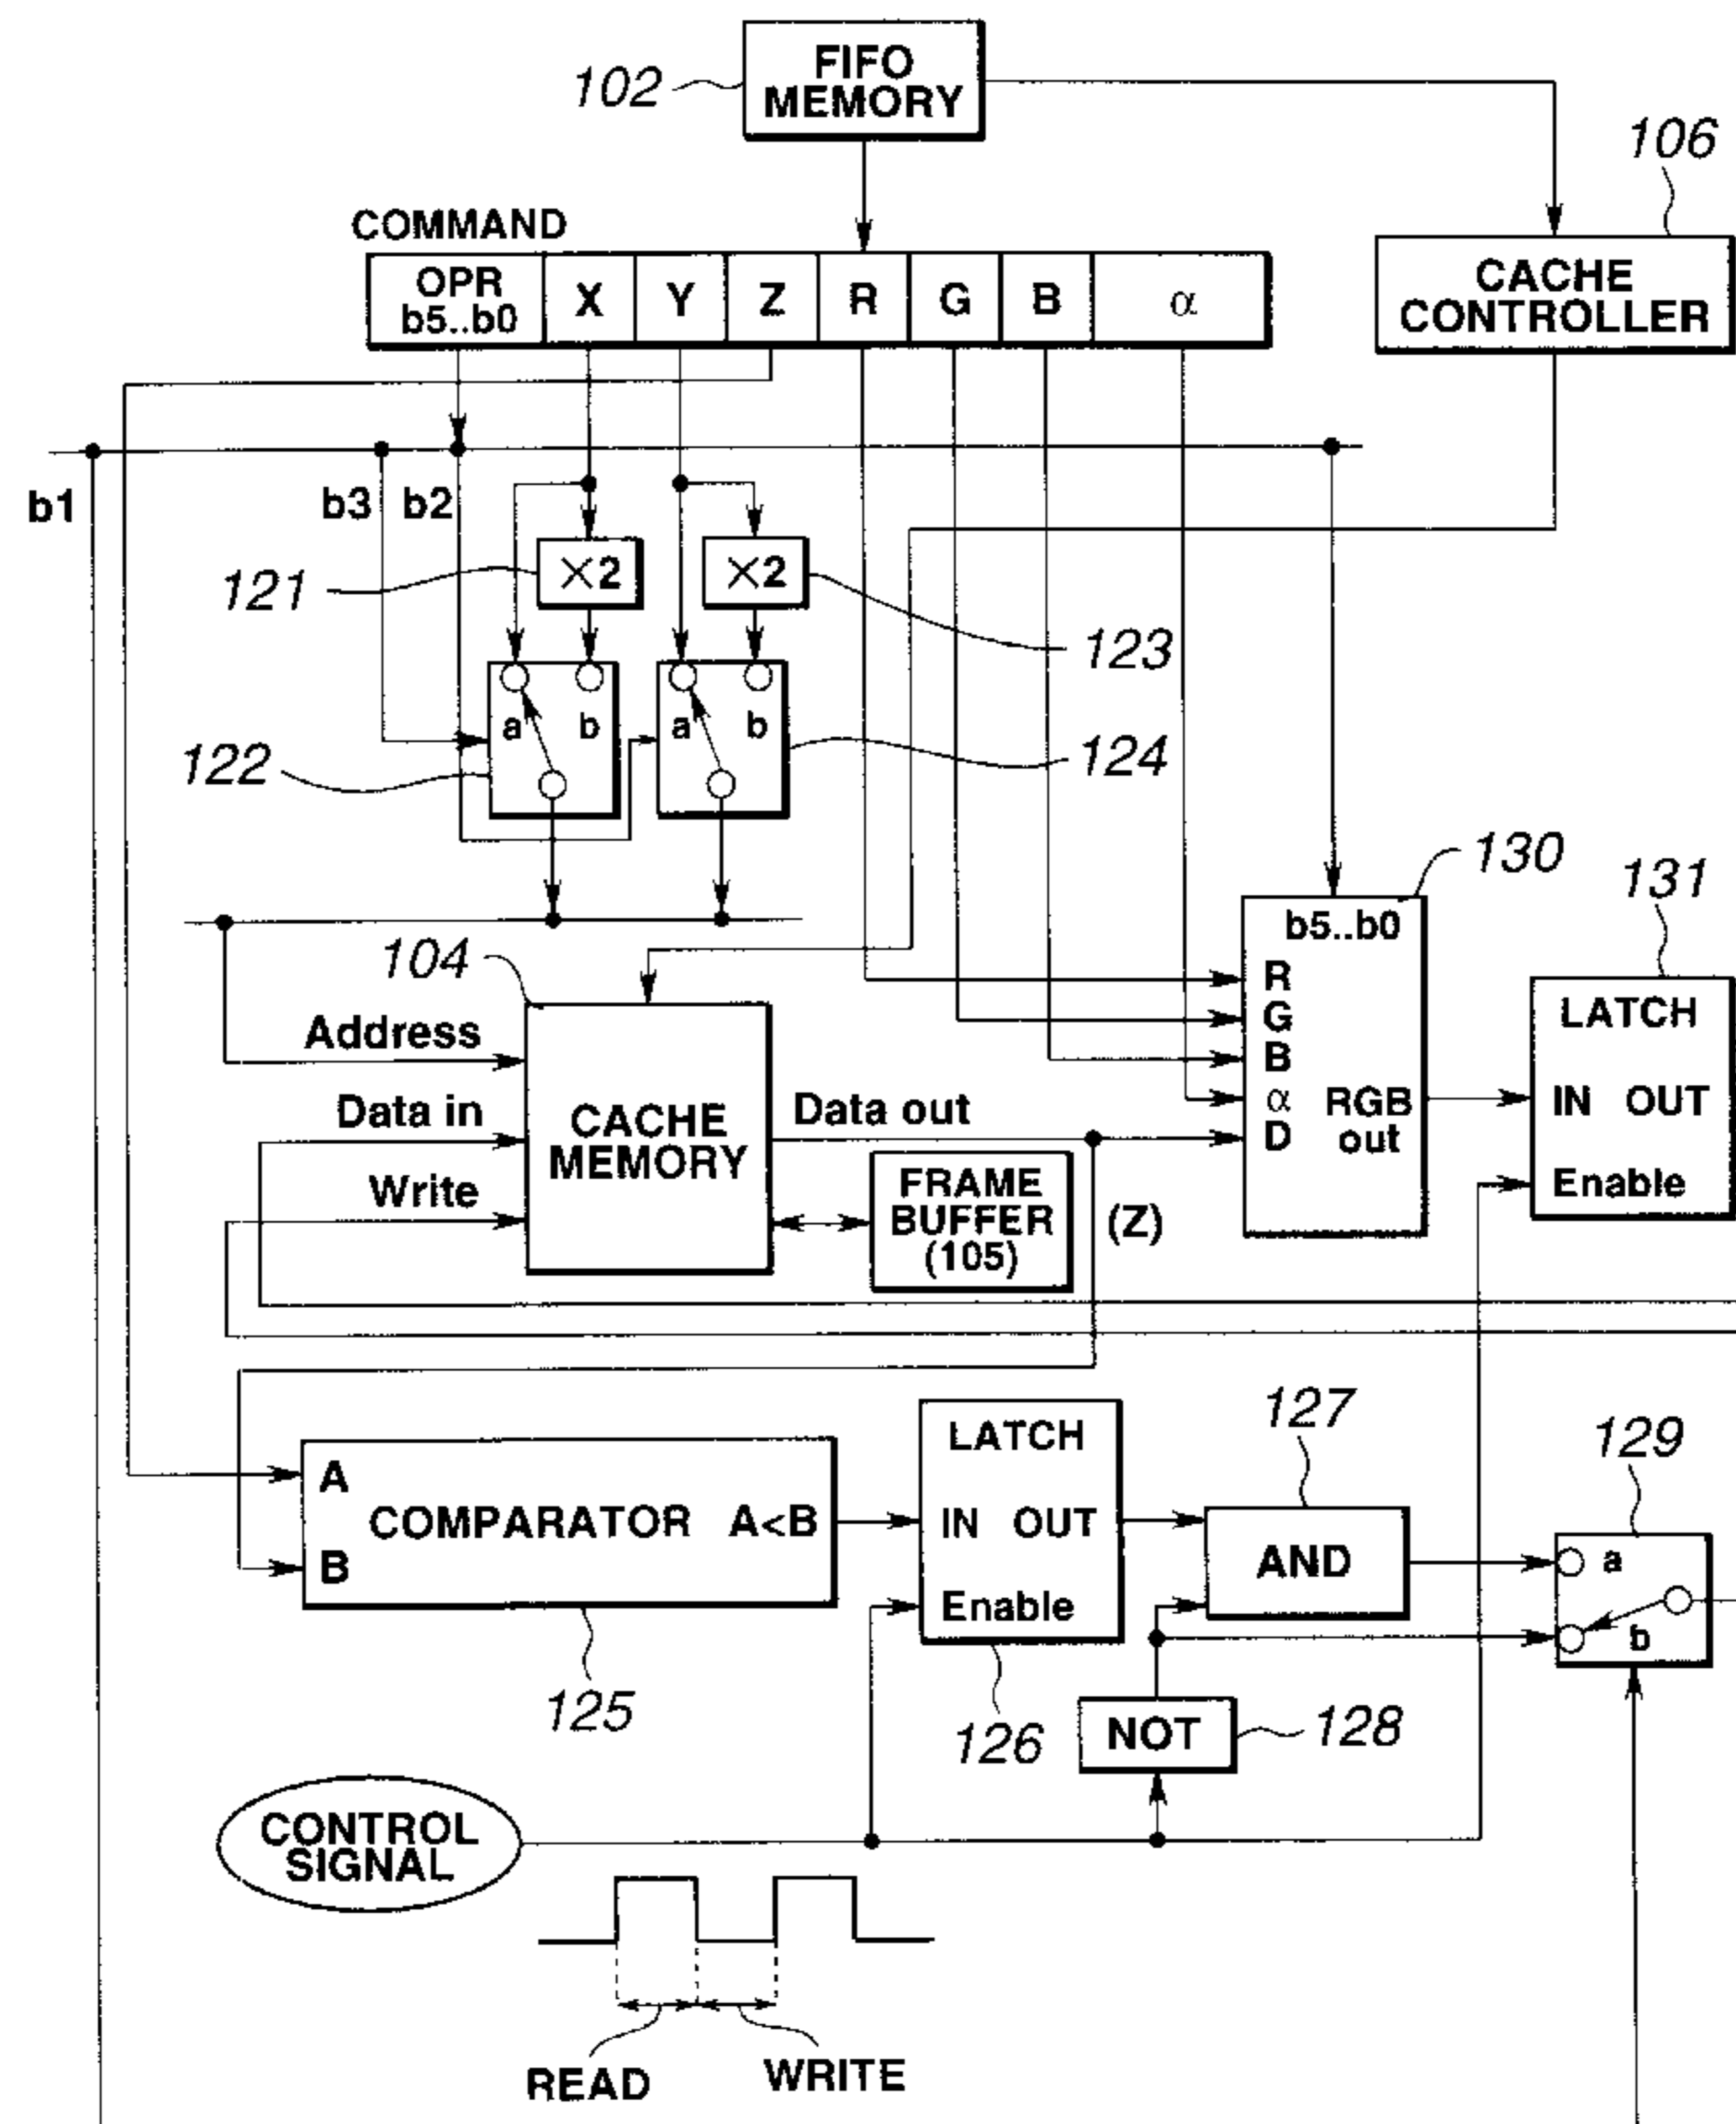 FIFO
MEMORY
102
106
COMMAND
OPR
b5..b0
X
Y
Z
R
G
B
α
CACHE
CONTROLLER
b1
b3
b2
121
×2
×2
123
122
a
b
a
b
124
130
131
b5..b0
R
G
B
α
D
RGB
out
LATCH
IN OUT
Enable
104
Address
Data in
Write
CACHE
MEMORY
Data out
FRAME
BUFFER
(105)
(Z)
127
129
A
COMPARATOR A<B
B
LATCH
IN OUT
Enable
AND
a
b
125
126
NOT
128
CONTROL
SIGNAL
READ
WRITE